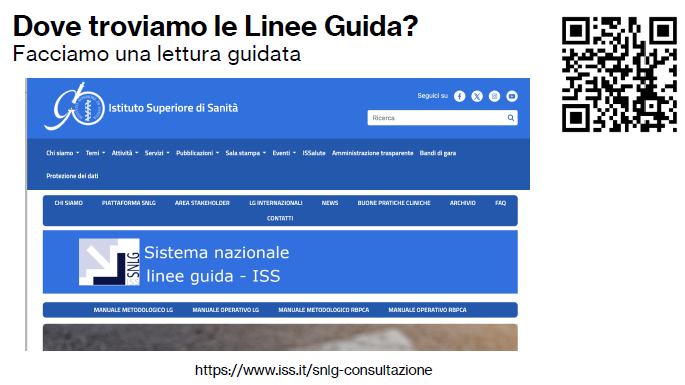 Dove troviamo le Linee Guida?
Facciamo una lettura guidata
Istituto Superiore di Sanità
Seguici su
Ricerca
Chi siamo Temi Attività Servizi Pubblicazioni Sala stampa Eventi ISSalute Amministrazione trasparente Bandi di gara
Protezione dei dati
CHI SIAMO PIATTAFORMA SNLG AREA STAKEHOLDER LG INTERNAZIONALI NEWS BUONE PRATICHE CLINICHE ARCHIVIO FAQ
CONTATTI
SNLG
ISS
Sistema nazionale
linee guida - ISS
MANUALE METODOLOGICO LG MANUALE OPERATIVO LG MANUALE METODOLOGICO RBPCA MANUALE OPERATIVO RBPCA
https://www.iss.it/snlg-consultazione